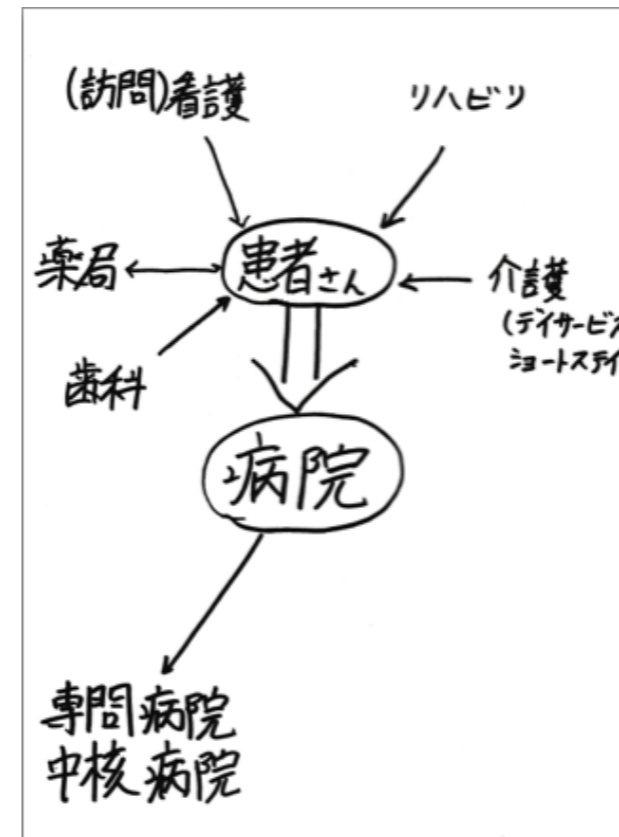 (訪問)看護
リハビリ
薬局
患者さん
介護
(デイサービス
ショートステイ
歯科
病院
専門病院
中核病院